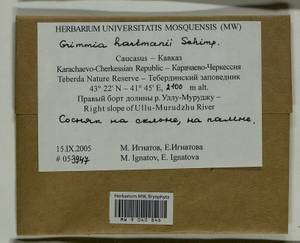 HERBARIUM UNIVERSITATIS MOSQUENSIS (MW)
Grimmia hartmanii Schimp.
Caucasus – Кавказ
Karachaevo-Cherkessian Republic – Карачаево-Черкессия
Teberda Nature Reserve – Тебердинский заповедник
43° 22' N – 41° 45' E, 2100 m alt.
Правый борт долины р. Уллу-Муруджу –
Right slope of Ullu-Murudzhu River
Сосняк на склоне, на камне.
15.IX.2005 М. Игнатов, Е.Игнатова
# 053947 M. Ignatov, E. Ignatova
Herbarium MW, Bryophyta